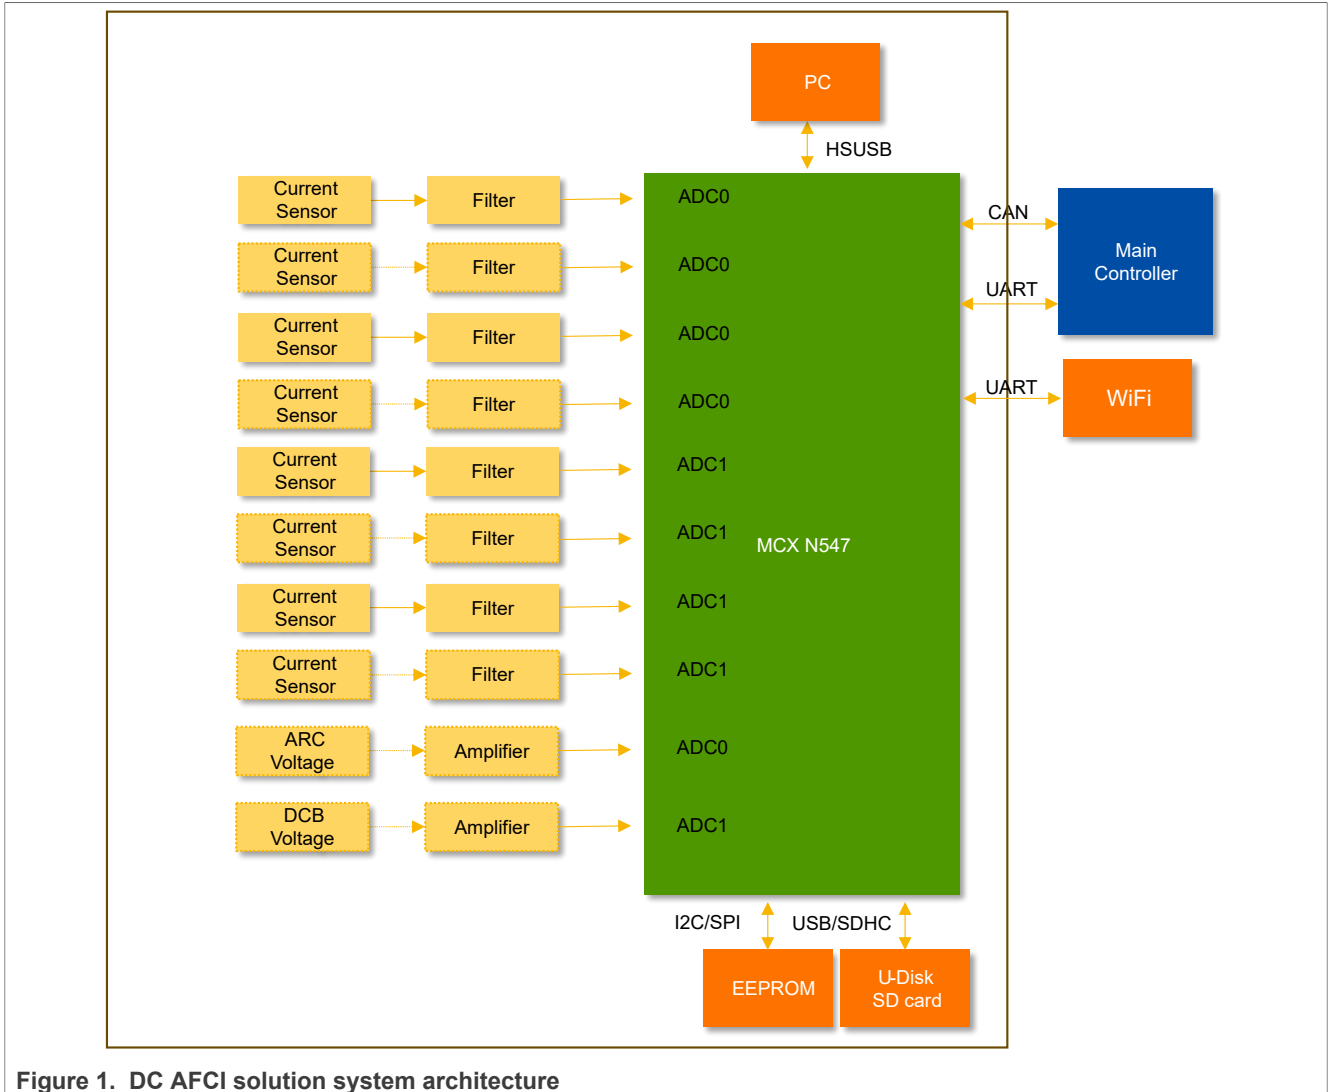 PC
HSUSB
Current
Sensor
Filter
ADC0
Current
Sensor
Filter
ADC0
Current
Sensor
Filter
ADC0
Current
Sensor
Filter
ADC0
Current
Sensor
Filter
ADC1
Current
Sensor
Filter
ADC1
Current
Sensor
Filter
ADC1
Current
Sensor
Filter
ADC1
ARC
Voltage
Amplifier
ADC0
DCB
Voltage
Amplifier
ADC1
MCX N547
CAN
UART
Main
Controller
UART
WiFi
I2C/SPI
USB/SDHC
EEPROM
U-Disk
SD card
Figure 1. DC AFCI solution system architecture